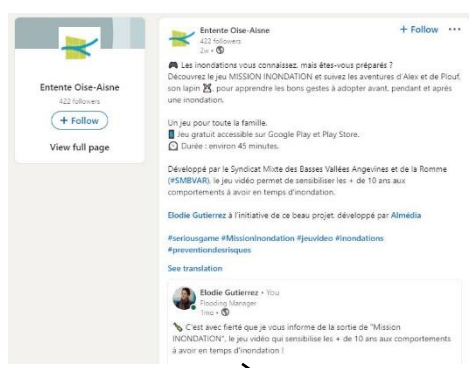 Entente Oise-Aisne
422 followers
+ Follow
View full page
Entente Oise-Aisne
422 followers
2w •
+ Follow ···
Les inondations vous connaissez, mais êtes-vous préparés ?
Découvrez le jeu MISSION INONDATION et suivez les aventures d'Alex et de Plouf,
son lapin, pour apprendre les bons gestes à adopter avant, pendant et après
une inondation.
Un jeu pour toute la famille.
Jeu gratuit accessible sur Google Play et Play Store.
Durée : environ 45 minutes.
Développé par le Syndicat Mixte des Basses Vallées Angevines et de la Romme
(#SMBVAR), le jeu vidéo permet de sensibiliser les + de 10 ans aux
comportements à avoir en temps d'inondation.
Elodie Gutierrez à l'initiative de ce beau projet, développé par Almédia
#seriousgame #Missioninondation #jeuvideo #inondations
#preventiondesrisques
See translation
Elodie Gutierrez • You
Flooding Manager
1mo •
C'est avec fierté que je vous informe de la sortie de "Mission
INONDATION", le jeu vidéo qui sensibilise les + de 10 ans aux comportements
à avoir en temps d'inondation !